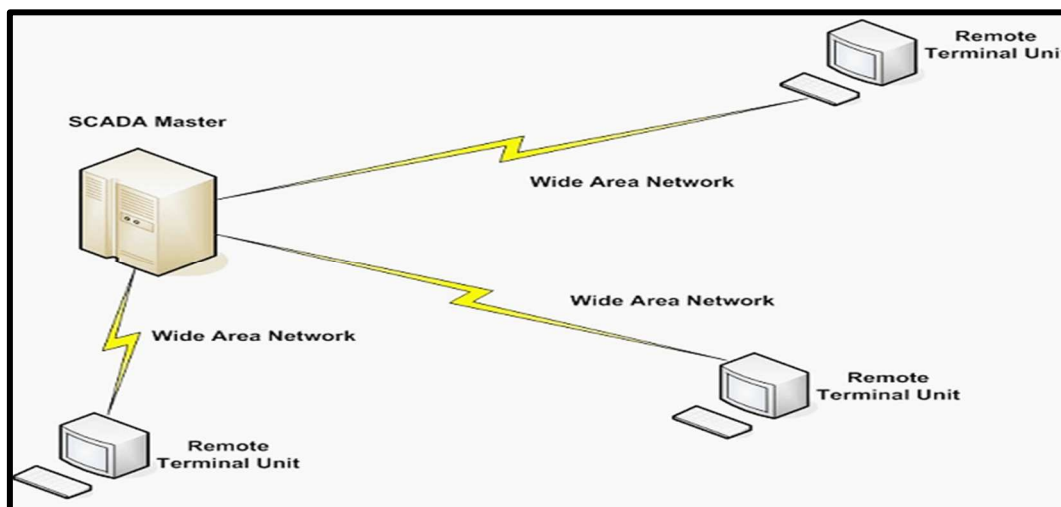 Remote
Terminal Unit
SCADA Master
Wide Area Network
Wide Area Network
Wide Area Network
Remote
Terminal Unit
Remote
Terminal Unit